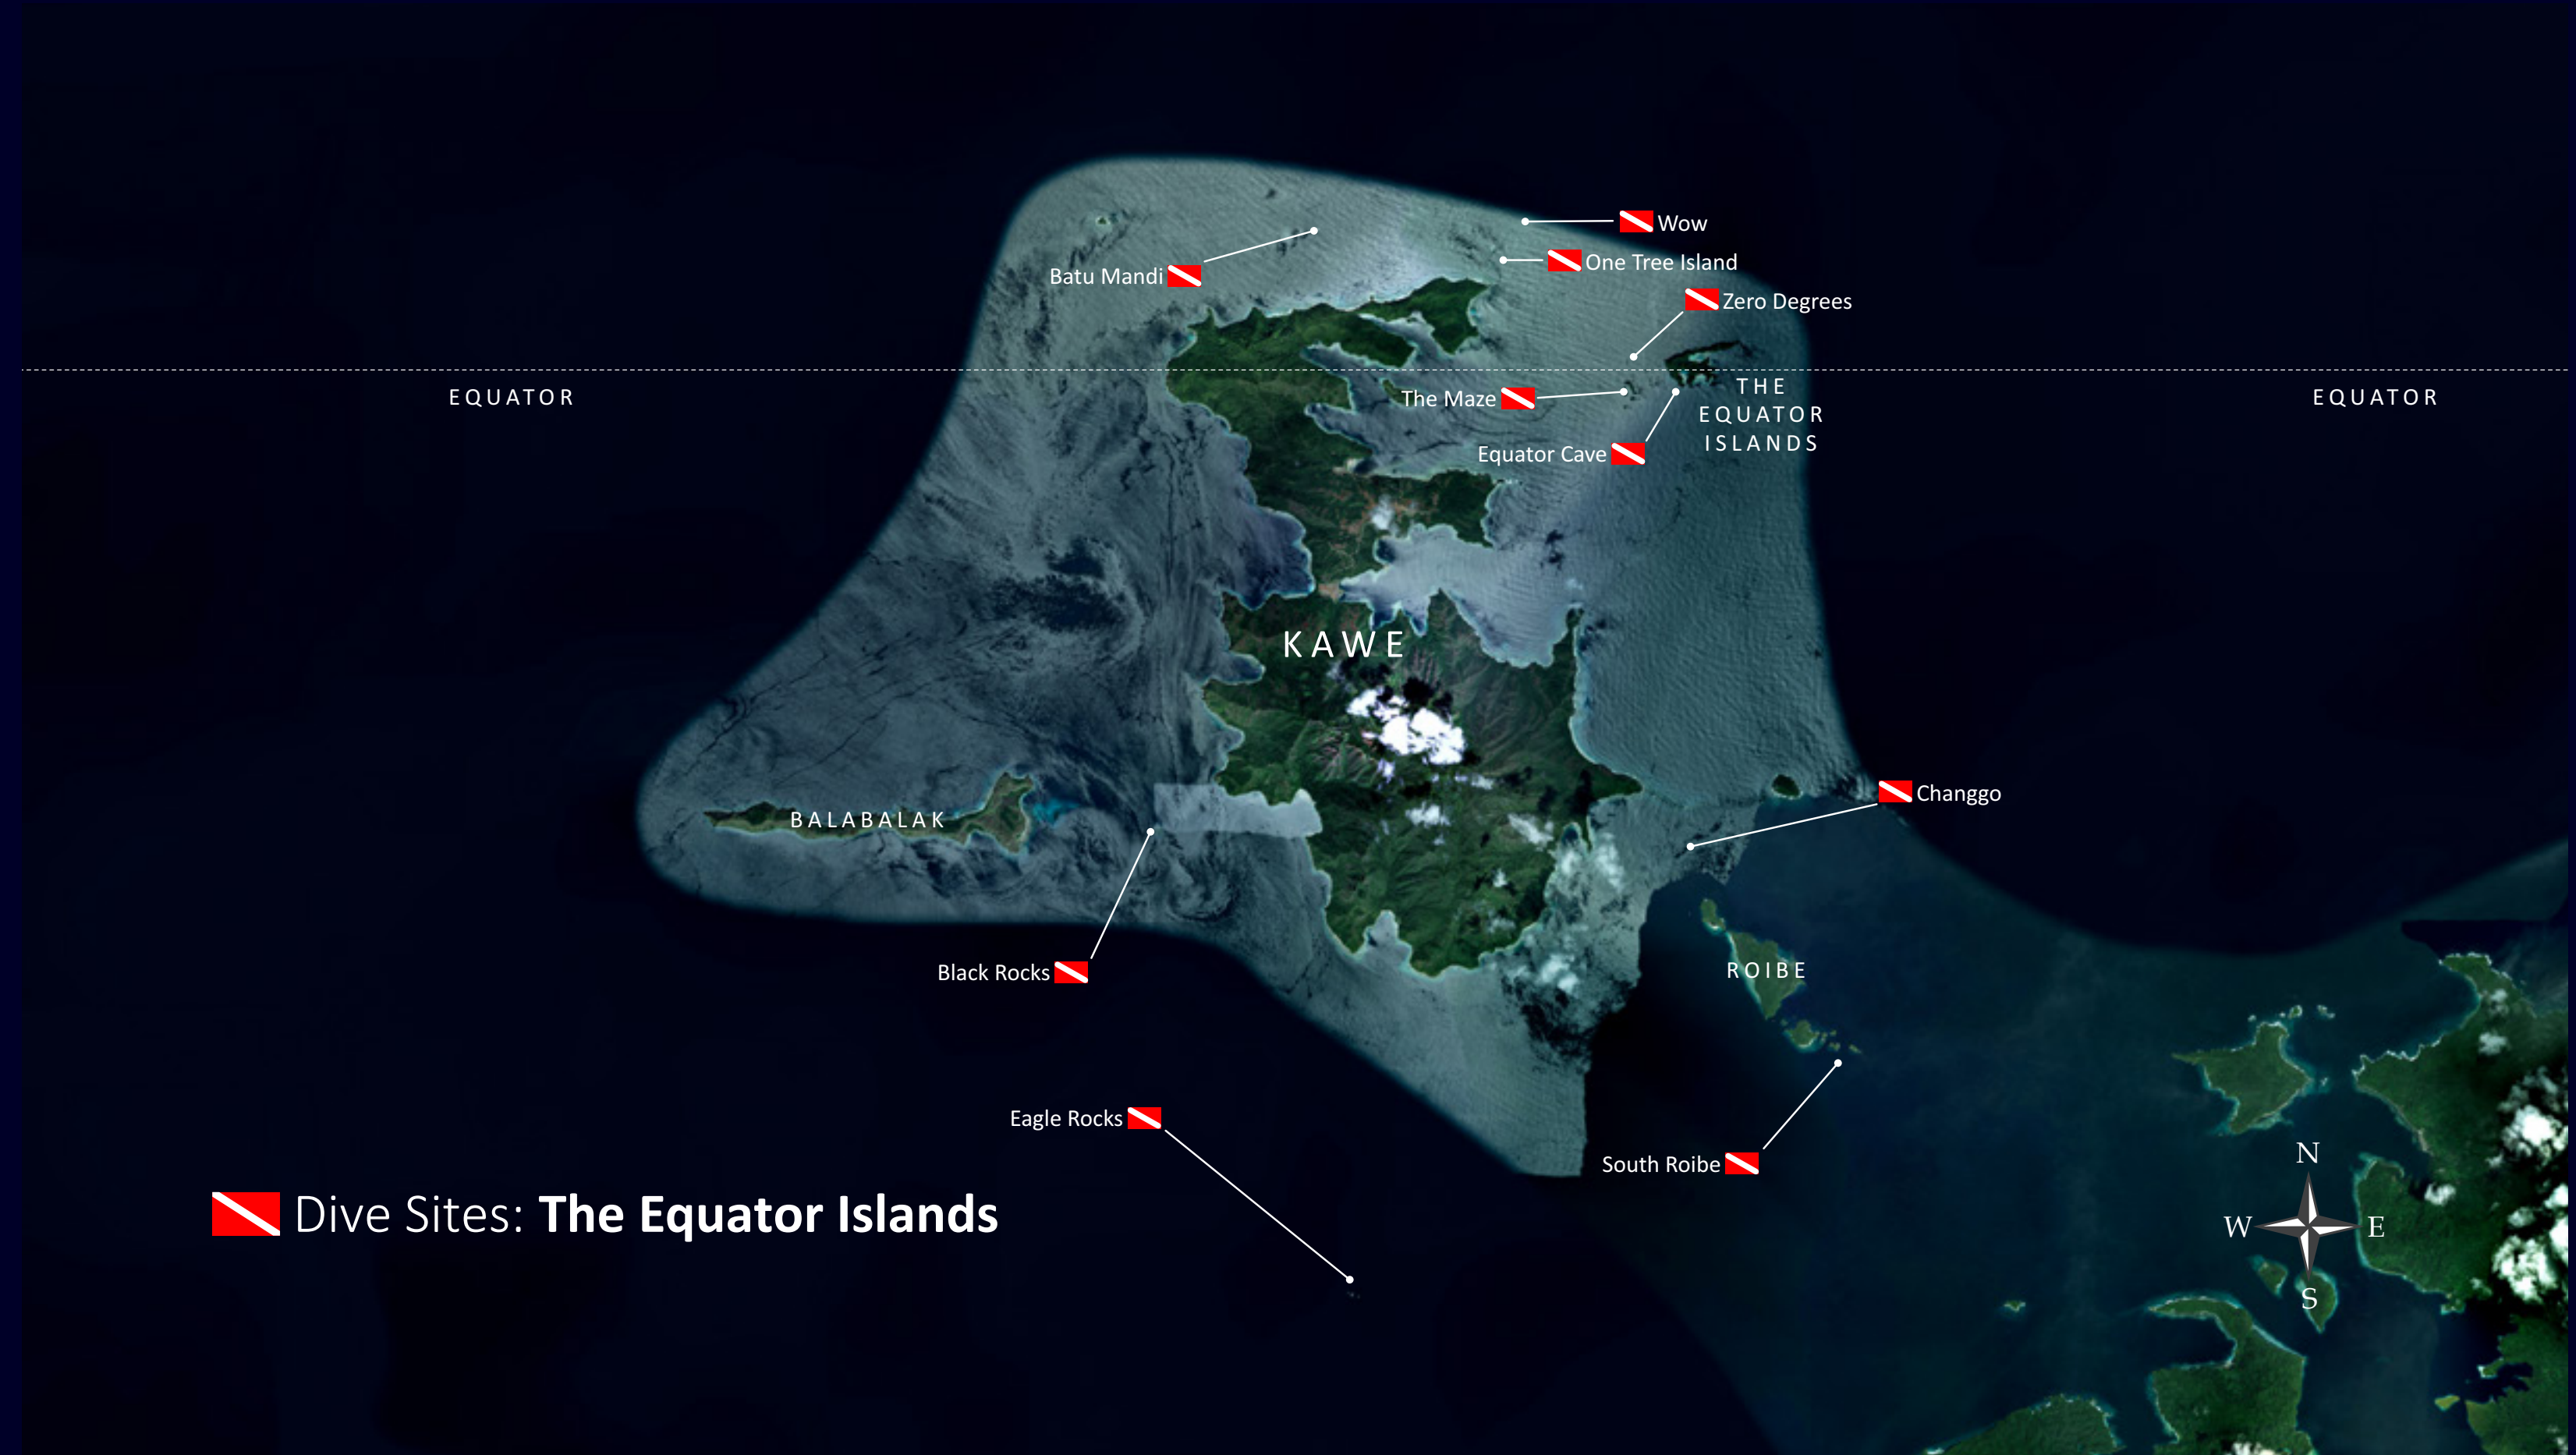 Wow
One Tree Island
Batu Mandi
Zero Degrees
EQUATOR
THE
EQUATOR
ISLANDS
EQUATOR
The Maze
Equator Cave
KAWE
Changgo
BALABALAK
Black Rocks
ROIBE
Eagle Rocks
South Roibe
N
W
E
S
Dive Sites: The Equator Islands